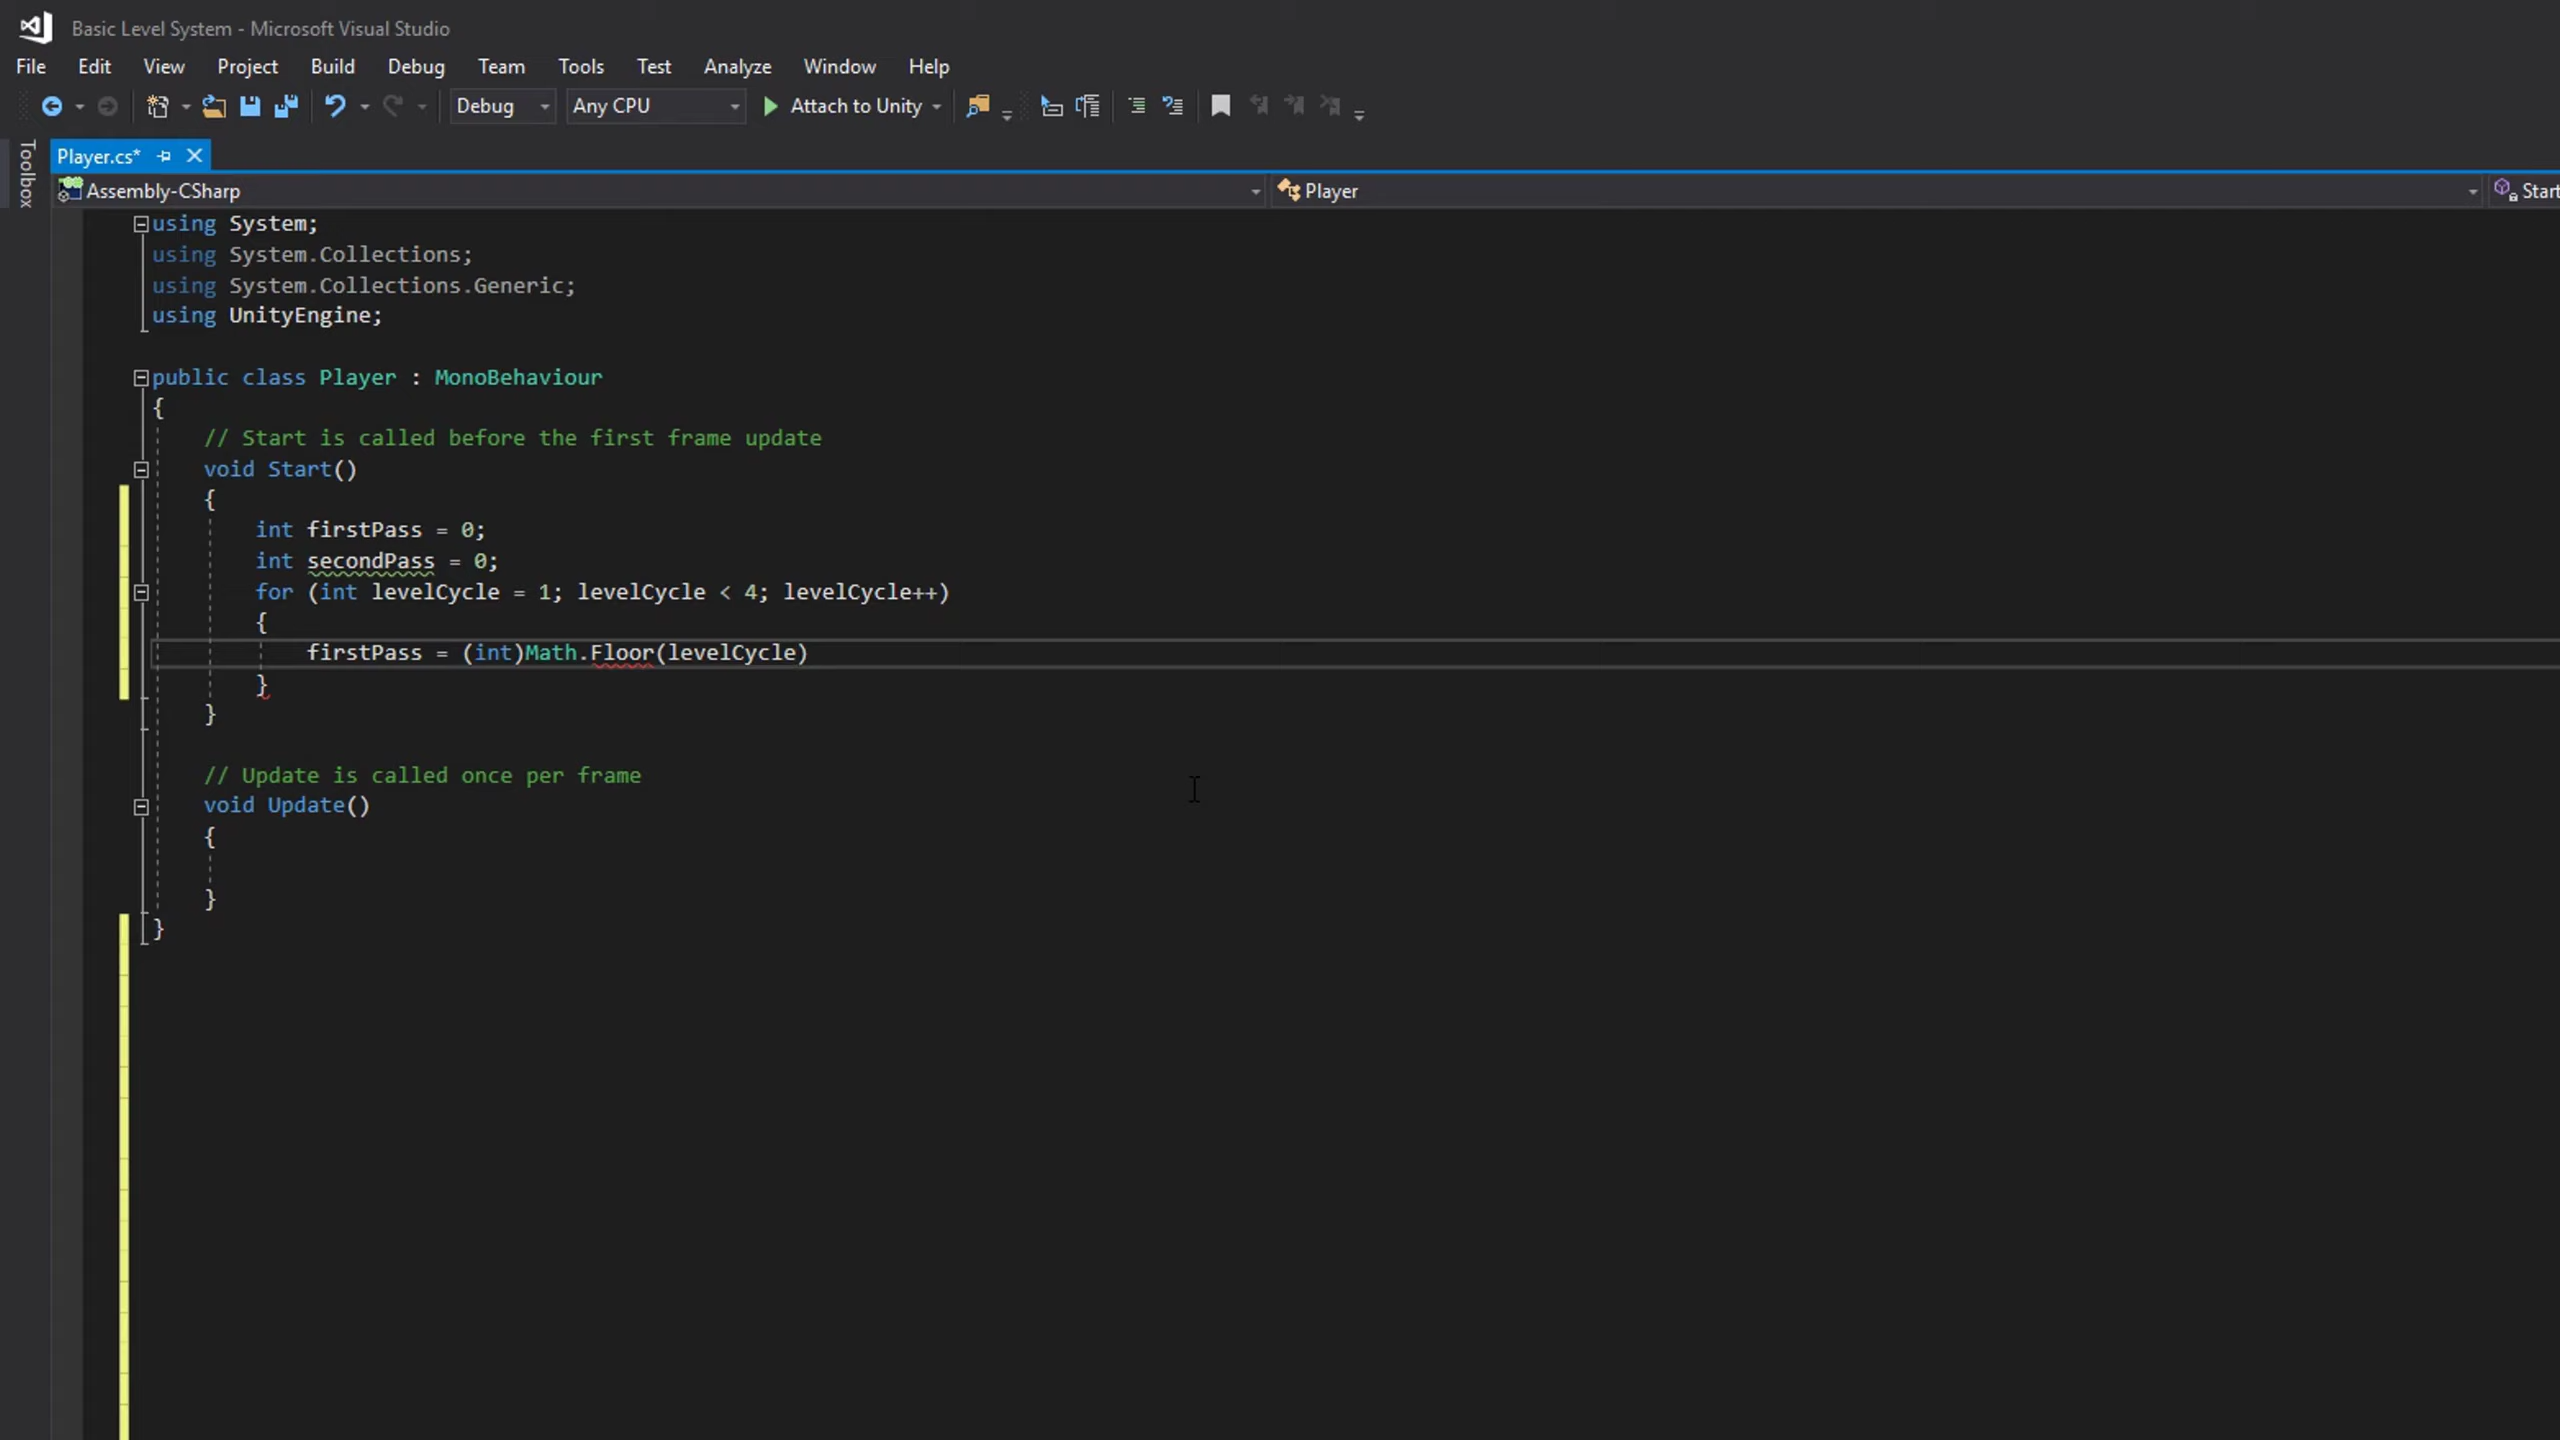 Basic Level System - Microsoft Visual Studio
File Edit View Project Build Debug Team Tools Test Analyze Window Help
Debug Any CPU Attach to Unity
Toolbox
Player.cs*
Assembly-CSharp Player Start
using System;
using System.Collections;
using System.Collections.Generic;
using UnityEngine;
public class Player : MonoBehaviour
{
// Start is called before the first frame update
void Start()
{
int firstPass = 0;
int secondPass = 0;
for (int levelCycle = 1; levelCycle < 4; levelCycle++)
{
firstPass = (int)Math.Floor(levelCycle)
}
}
// Update is called once per frame
void Update()
{
}
}